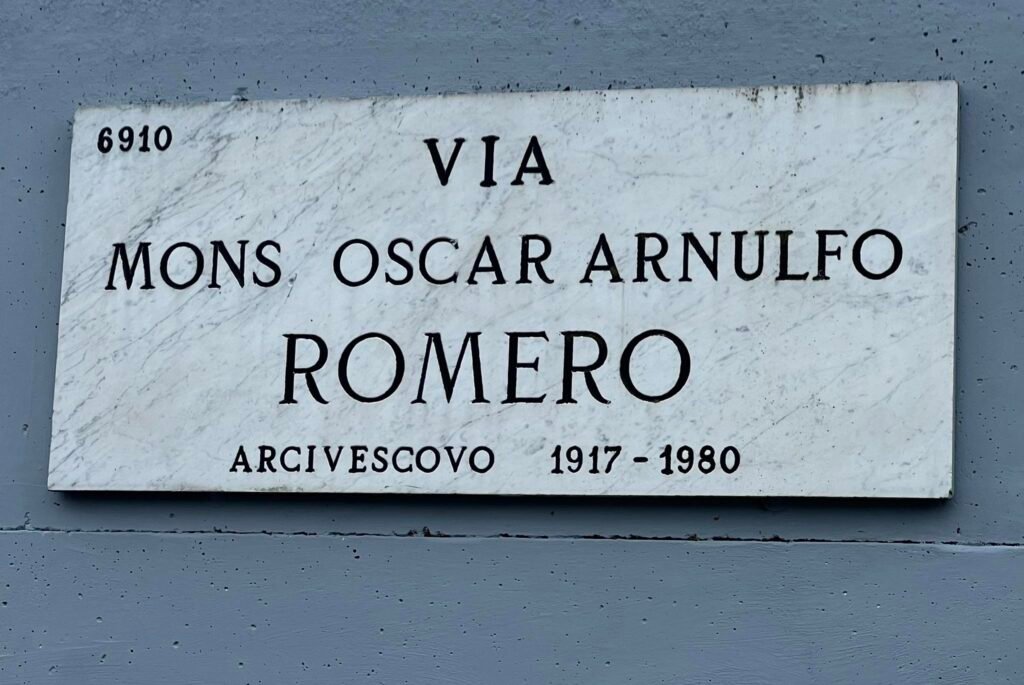 6910
VIA
MONS OSCAR ARNULFO
ROMERO
ARCIVESCOVO 1917-1980